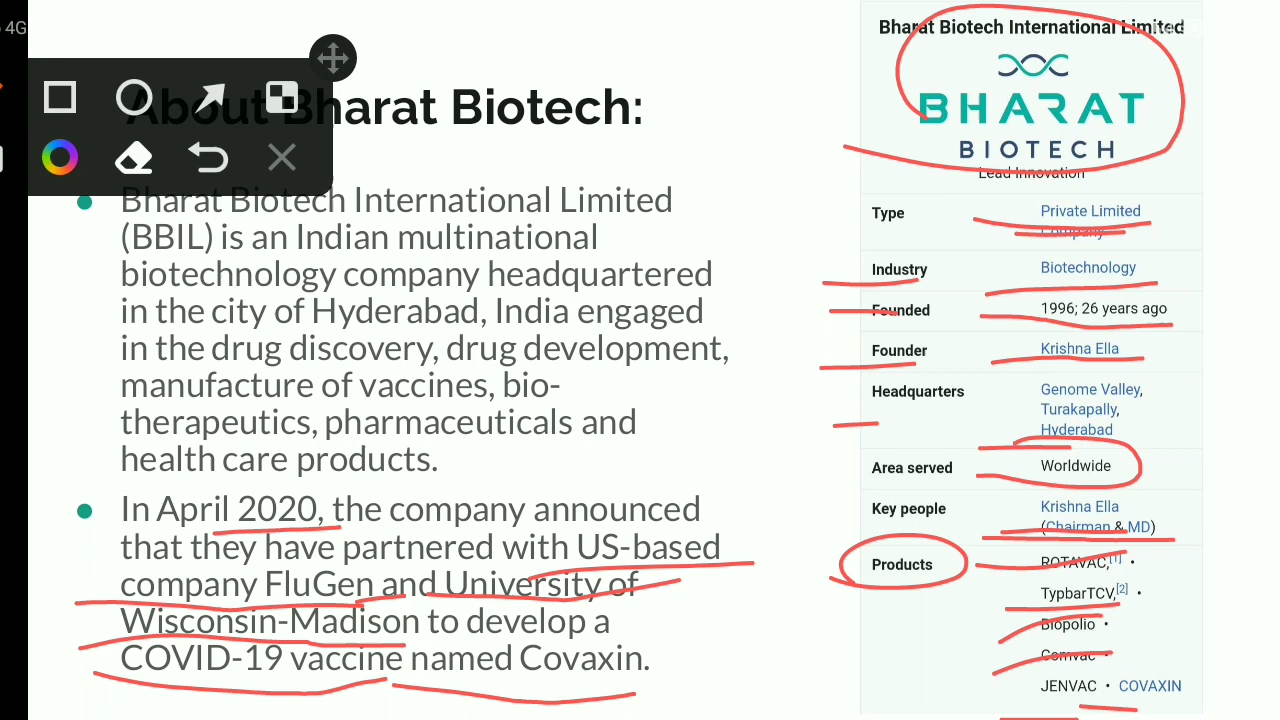 4G
About Bharat Biotech:
Bharat Biotech International Limited
(BBIL) is an Indian multinational
biotechnology company headquartered
in the city of Hyderabad, India engaged
in the drug discovery, drug development,
manufacture of vaccines, bio-
therapeutics, pharmaceuticals and
health care products.
In April 2020, the company announced
that they have partnered with US-based
company FluGen and University of
Wisconsin-Madison to develop a
COVID-19 vaccine named Covaxin.
Bharat Biotech International Limited
BHARAT
BIOTECH
Lead Innovation
Type Private Limited
Company
Industry Biotechnology
Founded 1996; 26 years ago
Founder Krishna Ella
Headquarters Genome Valley,
Turakapally,
Hyderabad
Area served Worldwide
Key people Krishna Ella
(Chairman & MD)
Products ROTAVAC,[1] •
TypbarTCV,[2] •
Biopolio •
Comvac •
JENVAC • COVAXIN